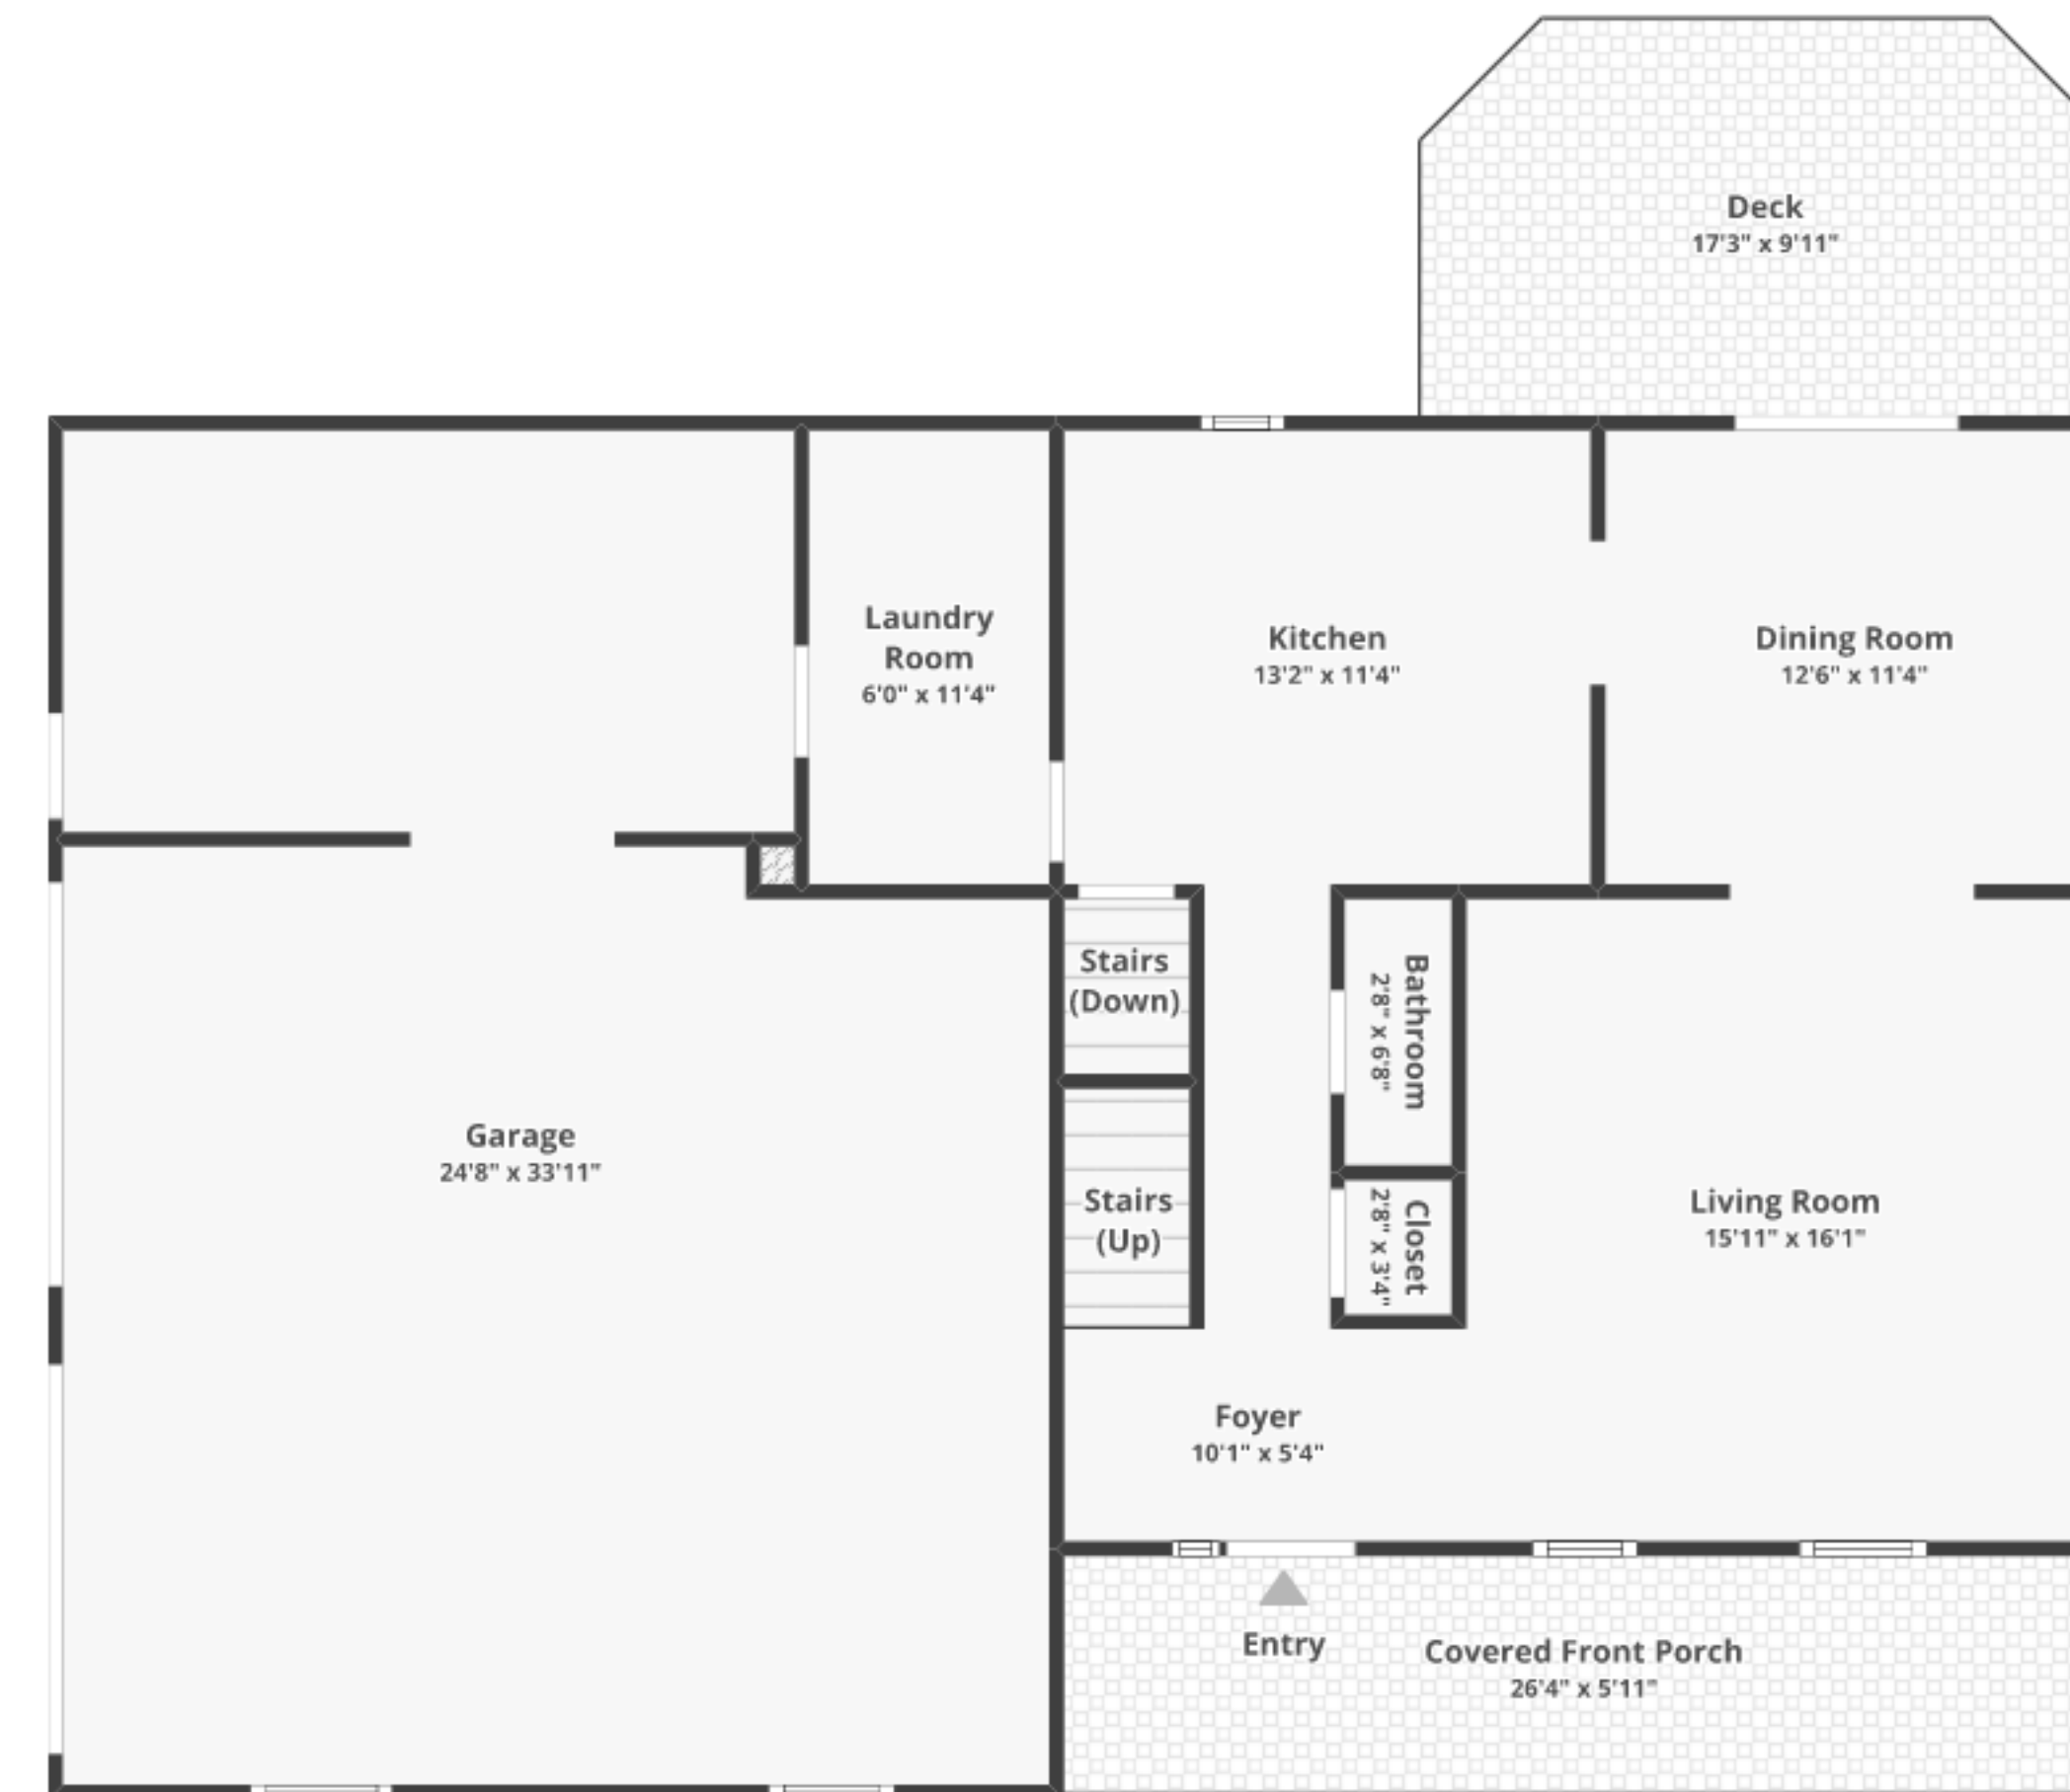 Deck
17'3" x 9'11"
Laundry
Room
6'0" x 11'4"
Kitchen
13'2" x 11'4"
Dining Room
12'6" x 11'4"
Stairs
(Down)
Bathroom
2'8" x 6'8"
Garage
24'8" x 33'11"
Stairs
(Up)
Closet
2'8" x 3'4"
Living Room
15'11" x 16'1"
Foyer
10'1" x 5'4"
Entry
Covered Front Porch
26'4" x 5'11"